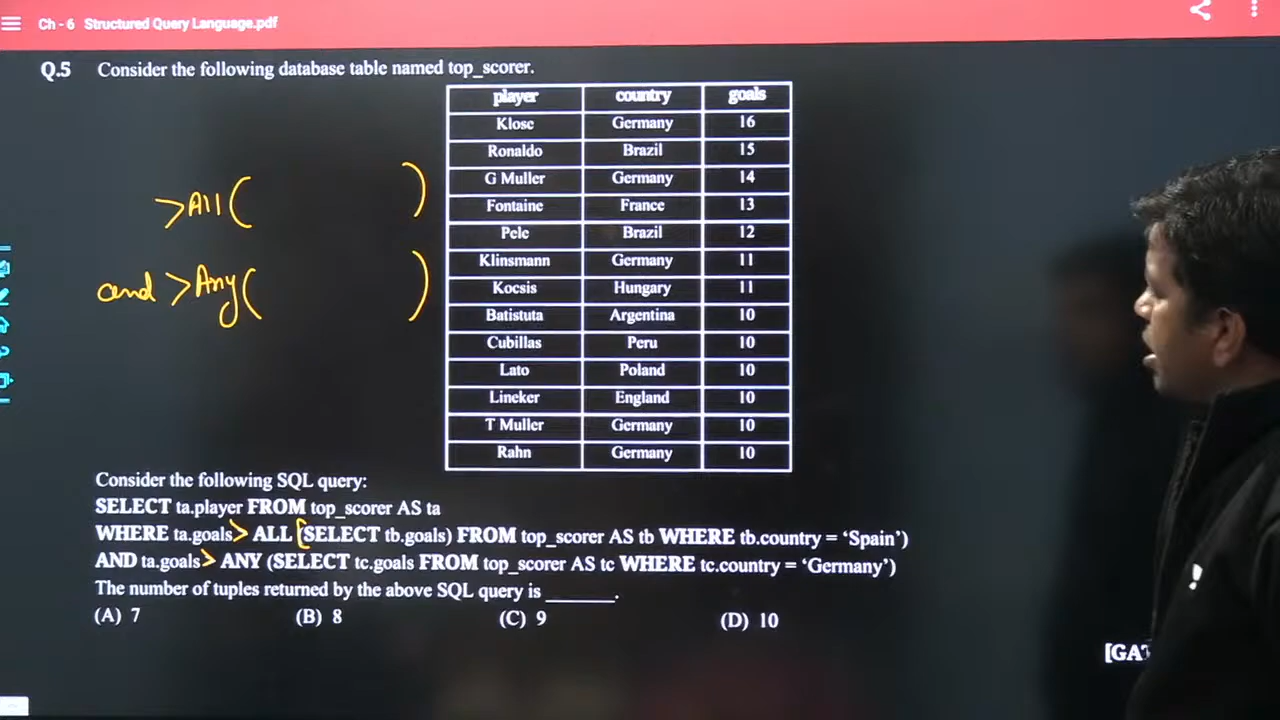 Ch - 6 Structured Query Language.pdf
Q.5 Consider the following database table named top_scorer.
player country goals
Klose Germany 16
Ronaldo Brazil 15
G Muller Germany 14
Fontaine France 13
Pele Brazil 12
Klinsmann Germany 11
Kocsis Hungary 11
Batistuta Argentina 10
Cubillas Peru 10
Lato Poland 10
Lineker England 10
T Muller Germany 10
Rahn Germany 10
>All( )
and >Any( )
Consider the following SQL query:
SELECT ta.player FROM top_scorer AS ta
WHERE ta.goals > ALL (SELECT tb.goals) FROM top_scorer AS tb WHERE tb.country = ‘Spain’)
AND ta.goals > ANY (SELECT tc.goals FROM top_scorer AS tc WHERE tc.country = ‘Germany’)
The number of tuples returned by the above SQL query is ______.
(A) 7 (B) 8 (C) 9 (D) 10